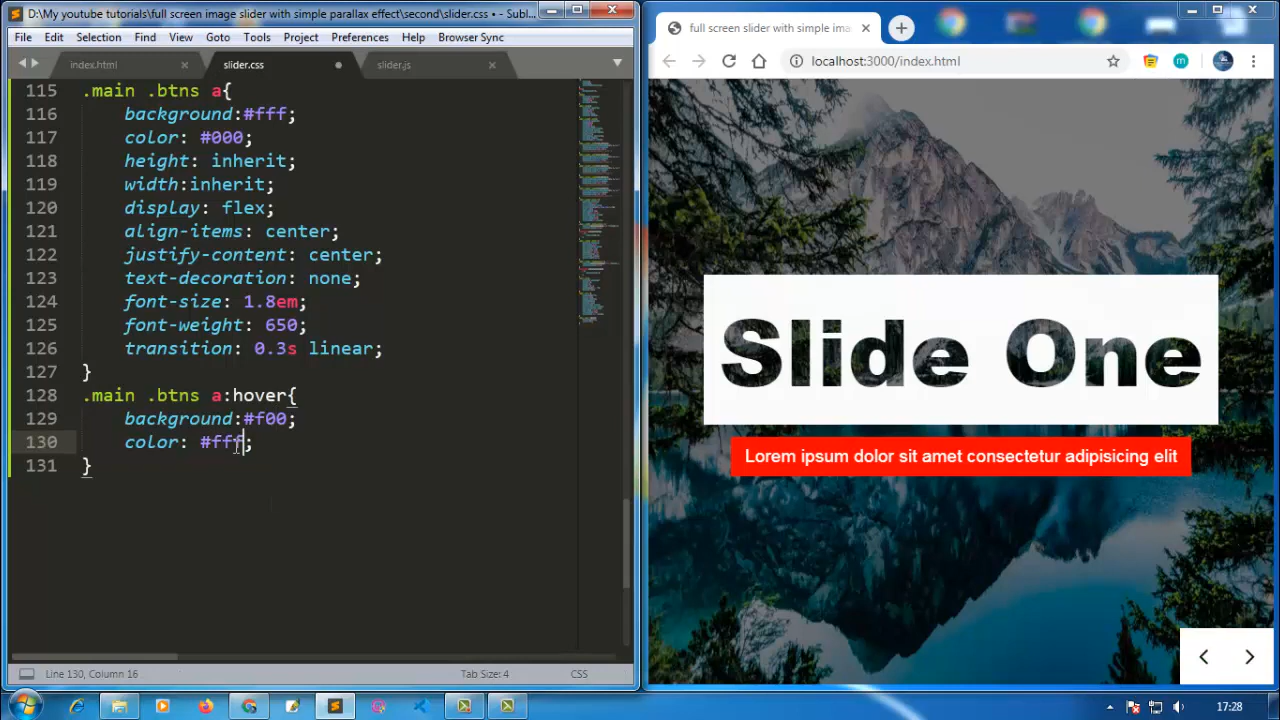 D:\My youtube tutorials\full screen image slider with simple parallax effect\second\slider.css • - Subl...
File Edit Selection Find View Goto Tools Project Preferences Help Browser Sync
index.html slider.css slider.js
115 .main .btns a{
116 background:#fff;
117 color: #000;
118 height: inherit;
119 width:inherit;
120 display: flex;
121 align-items: center;
122 justify-content: center;
123 text-decoration: none;
124 font-size: 1.8em;
125 font-weight: 650;
126 transition: 0.3s linear;
127 }
128 .main .btns a:hover{
129 background:#f00;
130 color: #fff;
131 }
Line 130, Column 16 Tab Size: 4 CSS
full screen slider with simple ima
localhost:3000/index.html
m
Slide One
Lorem ipsum dolor sit amet consectetur adipisicing elit
17:28